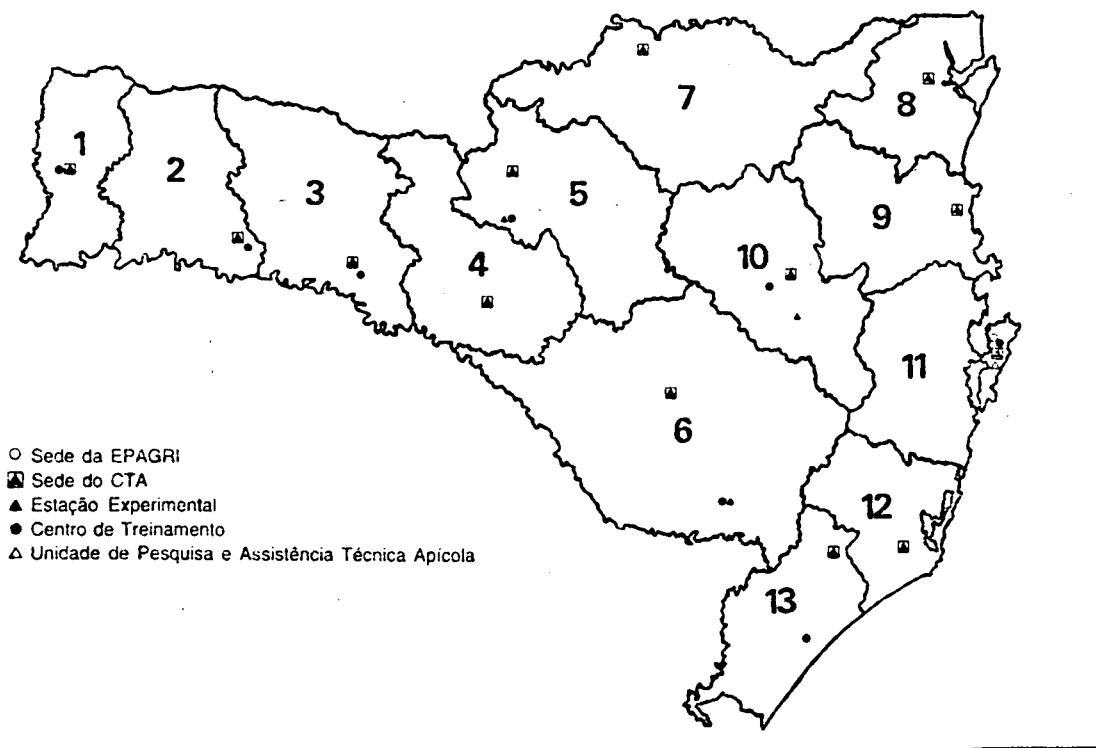 7
8
1
2
3
5
9
4
10
11
6
12
13
Sede da EPAGRI
Sede do CTA
Estação Experimental
Centro de Treinamento
Unidade de Pesquisa e Assistência Técnica Apícola